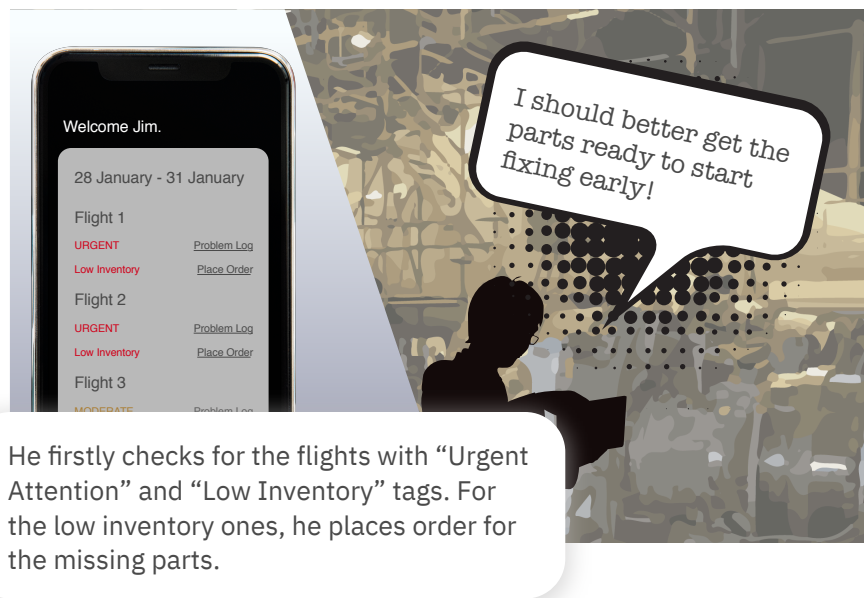 Welcome Jim.
28 January - 31 January
Flight 1
URGENT Problem Log
Low Inventory Place Order
Flight 2
URGENT Problem Log
Low Inventory Place Order
Flight 3
MODERATE Problem Log
I should better get the
parts ready to start
fixing early!
He firstly checks for the flights with “Urgent
Attention” and “Low Inventory” tags. For
the low inventory ones, he places order for
the missing parts.